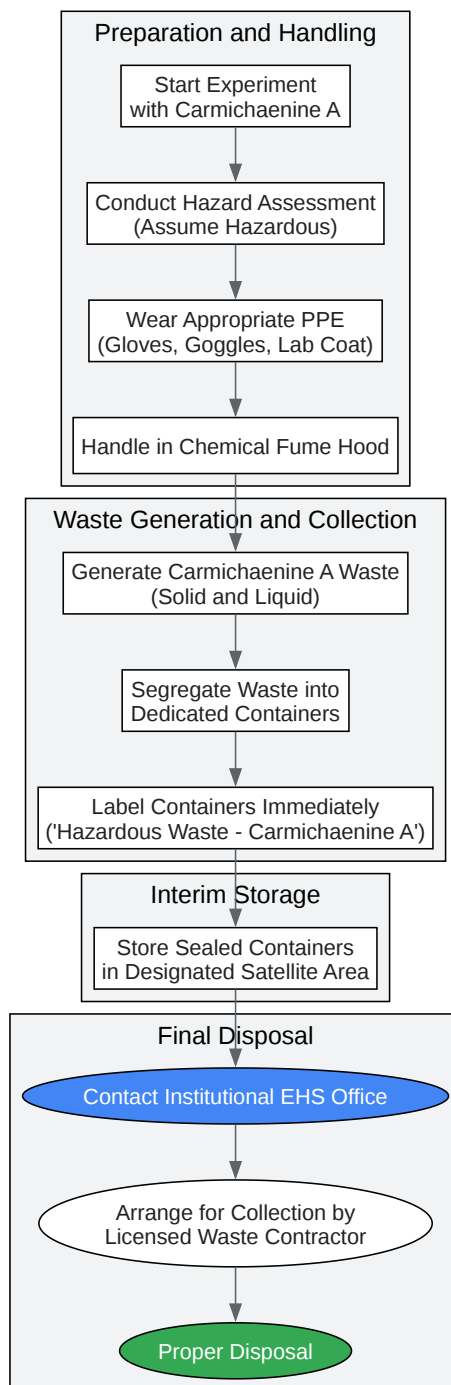 Preparation and Handling
Start Experiment
with Carmichaenine A
Conduct Hazard Assessment
(Assume Hazardous)
Wear Appropriate PPE
(Gloves, Goggles, Lab Coat)
Handle in Chemical Fume Hood
Waste Generation and Collection
Generate Carmichaenine A Waste
(Solid and Liquid)
Segregate Waste into
Dedicated Containers
Label Containers Immediately
('Hazardous Waste - Carmichaenine A')
Interim Storage
Store Sealed Containers
in Designated Satellite Area
Final Disposal
Contact Institutional EHS Office
Arrange for Collection by
Licensed Waste Contractor
Proper Disposal